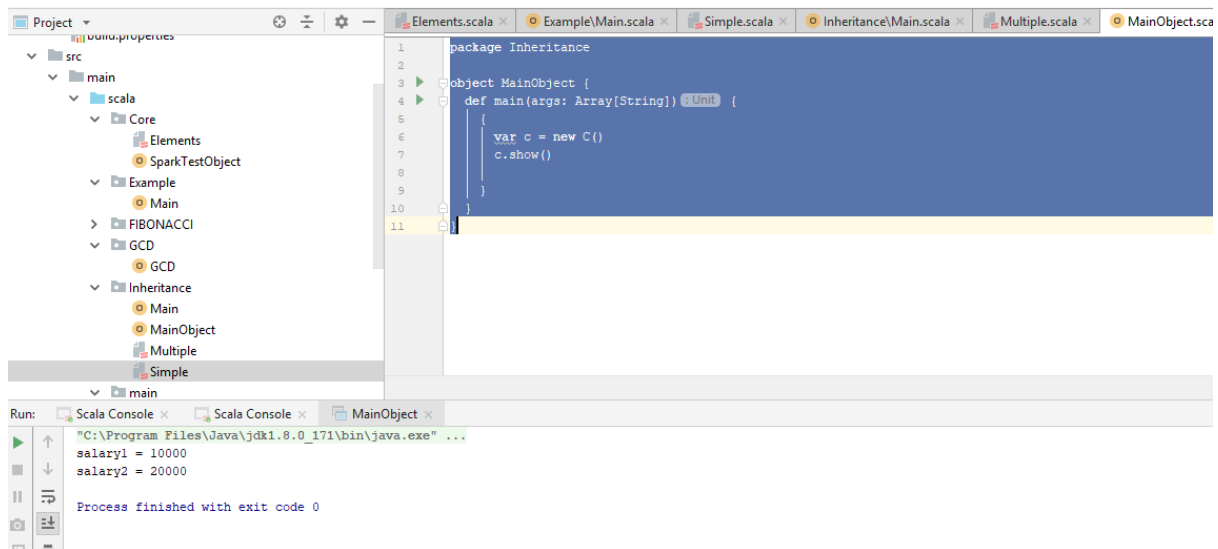 Project
Elements.scala × Example\Main.scala × Simple.scala × Inheritance\Main.scala × Multiple.scala × MainObject.sca
build.properties
src
main
scala
Core
Elements
SparkTestObject
Example
Main
FIBONACCI
GCD
GCD
Inheritance
Main
MainObject
Multiple
Simple
main
1 package Inheritance
2
3 object MainObject {
4 def main(args: Array[String]) : Unit {
5 {
6 var c = new C()
7 c.show()
8
9 }
10 }
11 }
Run: Scala Console × Scala Console × MainObject ×
"C:\Program Files\Java\jdk1.8.0_171\bin\java.exe" ...
salary1 = 10000
salary2 = 20000
Process finished with exit code 0